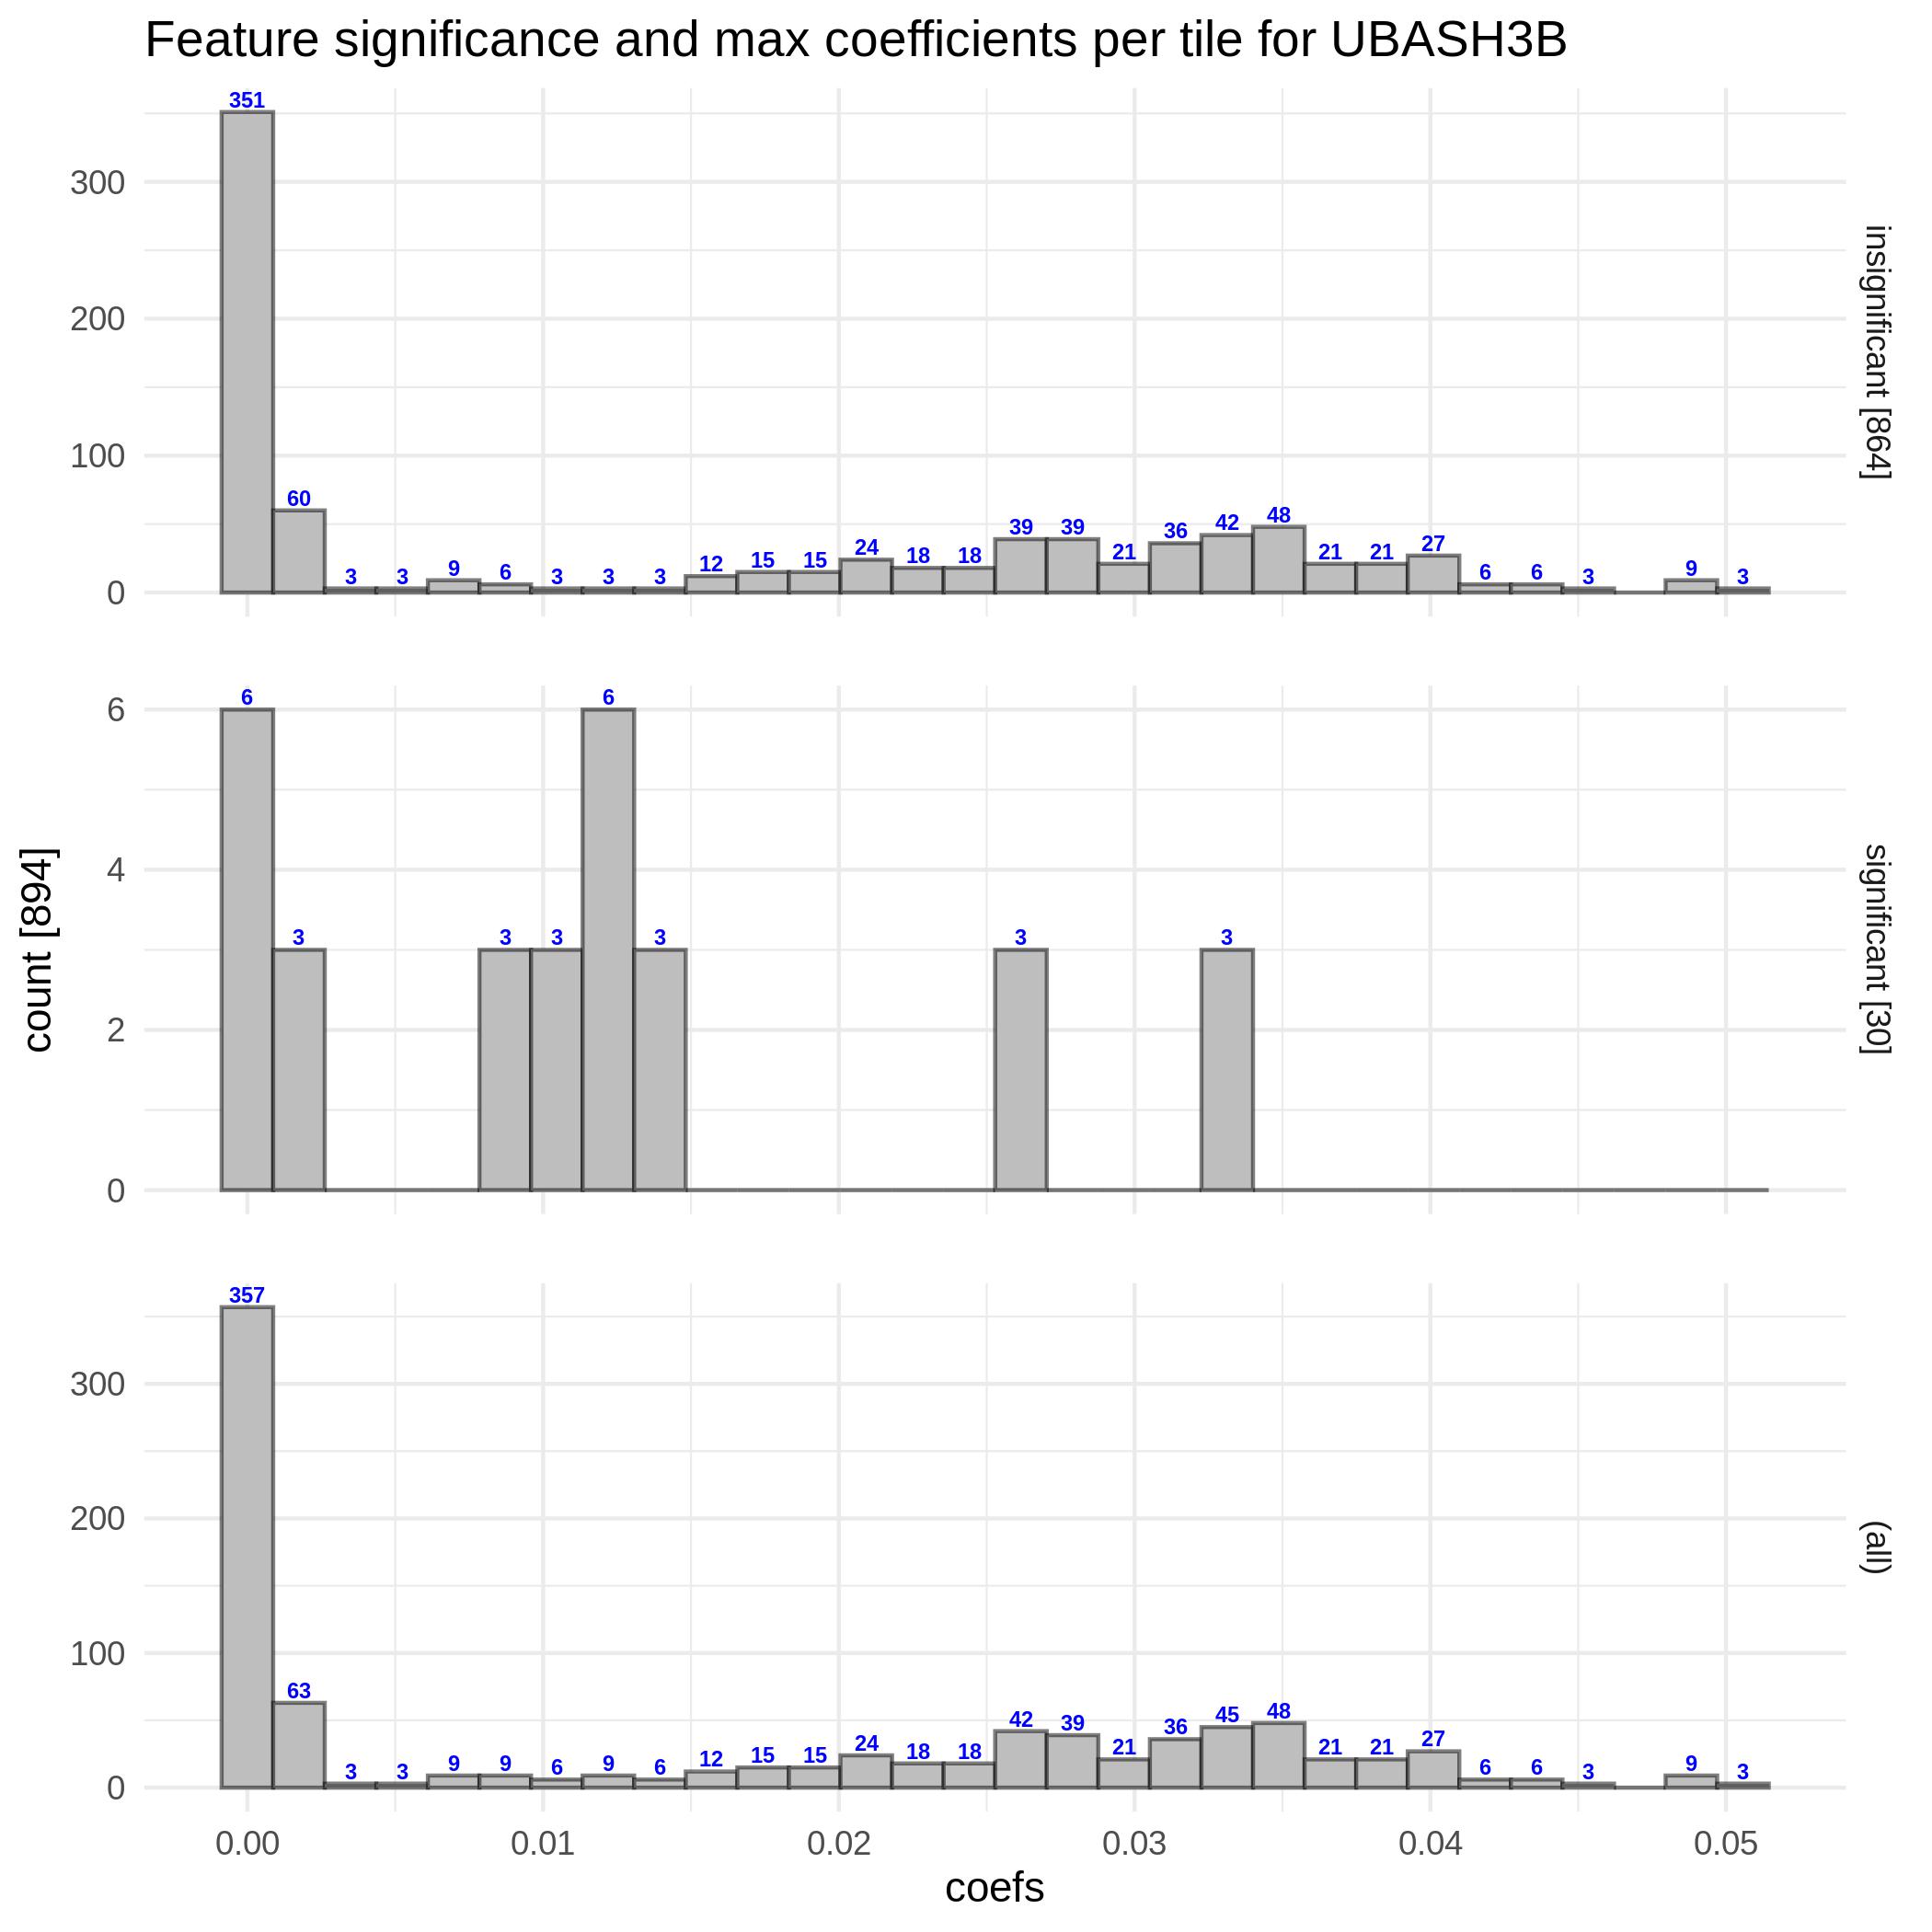 Feature significance and max coefficients per tile for UBASH3B
351
60 3 3 9 6 3 3 3 12 15 15 24 18 18 39 39 21 36 42 48 21 21 27 6 6 3 9 3
300
200
100
0
insignificant [864]
6 3 3 3 6 3 3 3
6
4
2
0
significant [30]
count [894]
357
63 3 3 9 9 6 9 6 12 15 15 24 18 18 42 39 21 36 45 48 21 21 27 6 6 3 9 3
300
200
100
0
(all)
0.00 0.01 0.02 0.03 0.04 0.05
coefs